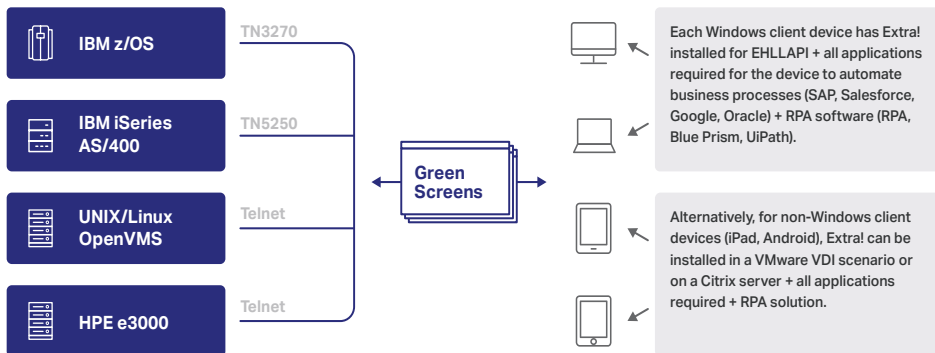 IBM z/OS
TN3270
IBM iSeries
AS/400
TN5250
UNIX/Linux
OpenVMS
Telnet
HPE e3000
Telnet
Green
Screens
Each Windows client device has Extra!
installed for EHLLAPI + all applications
required for the device to automate
business processes (SAP, Salesforce,
Google, Oracle) + RPA software (RPA,
Blue Prism, UiPath).
Alternatively, for non-Windows client
devices (iPad, Android), Extra! can be
installed in a VMware VDI scenario or
on a Citrix server + all applications
required + RPA solution.